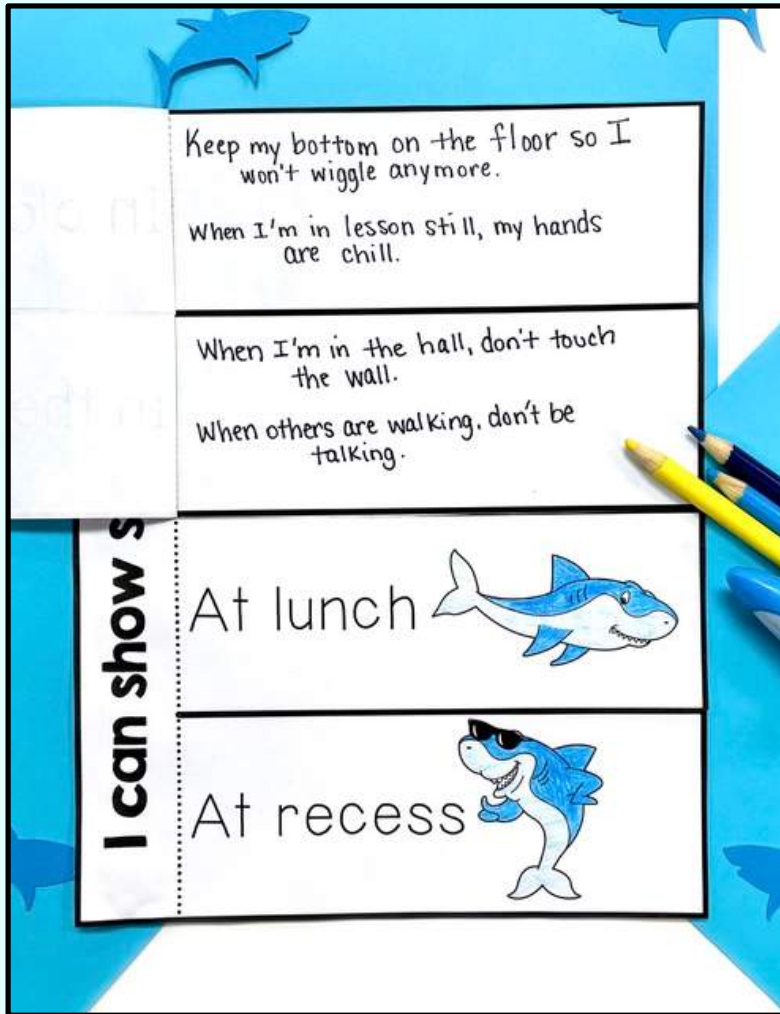 Keep my bottom on the floor so I
won't wiggle anymore.
When I'm in lesson still, my hands
are chill.
When I'm in the hall, don't touch
the wall.
When others are walking, don't be
talking.
I can show s
At lunch
At recess